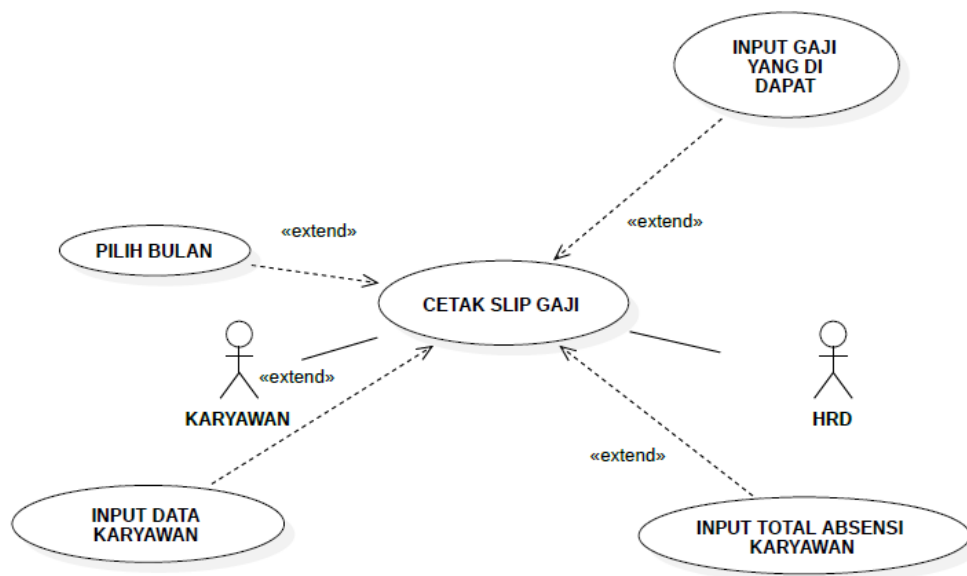 INPUT GAJI
YANG DI
DAPAT
«extend»
«extend»
PILIH BULAN
CETAK SLIP GAJI
«extend»
KARYAWAN
HRD
«extend»
INPUT DATA
KARYAWAN
INPUT TOTAL ABSENSI
KARYAWAN